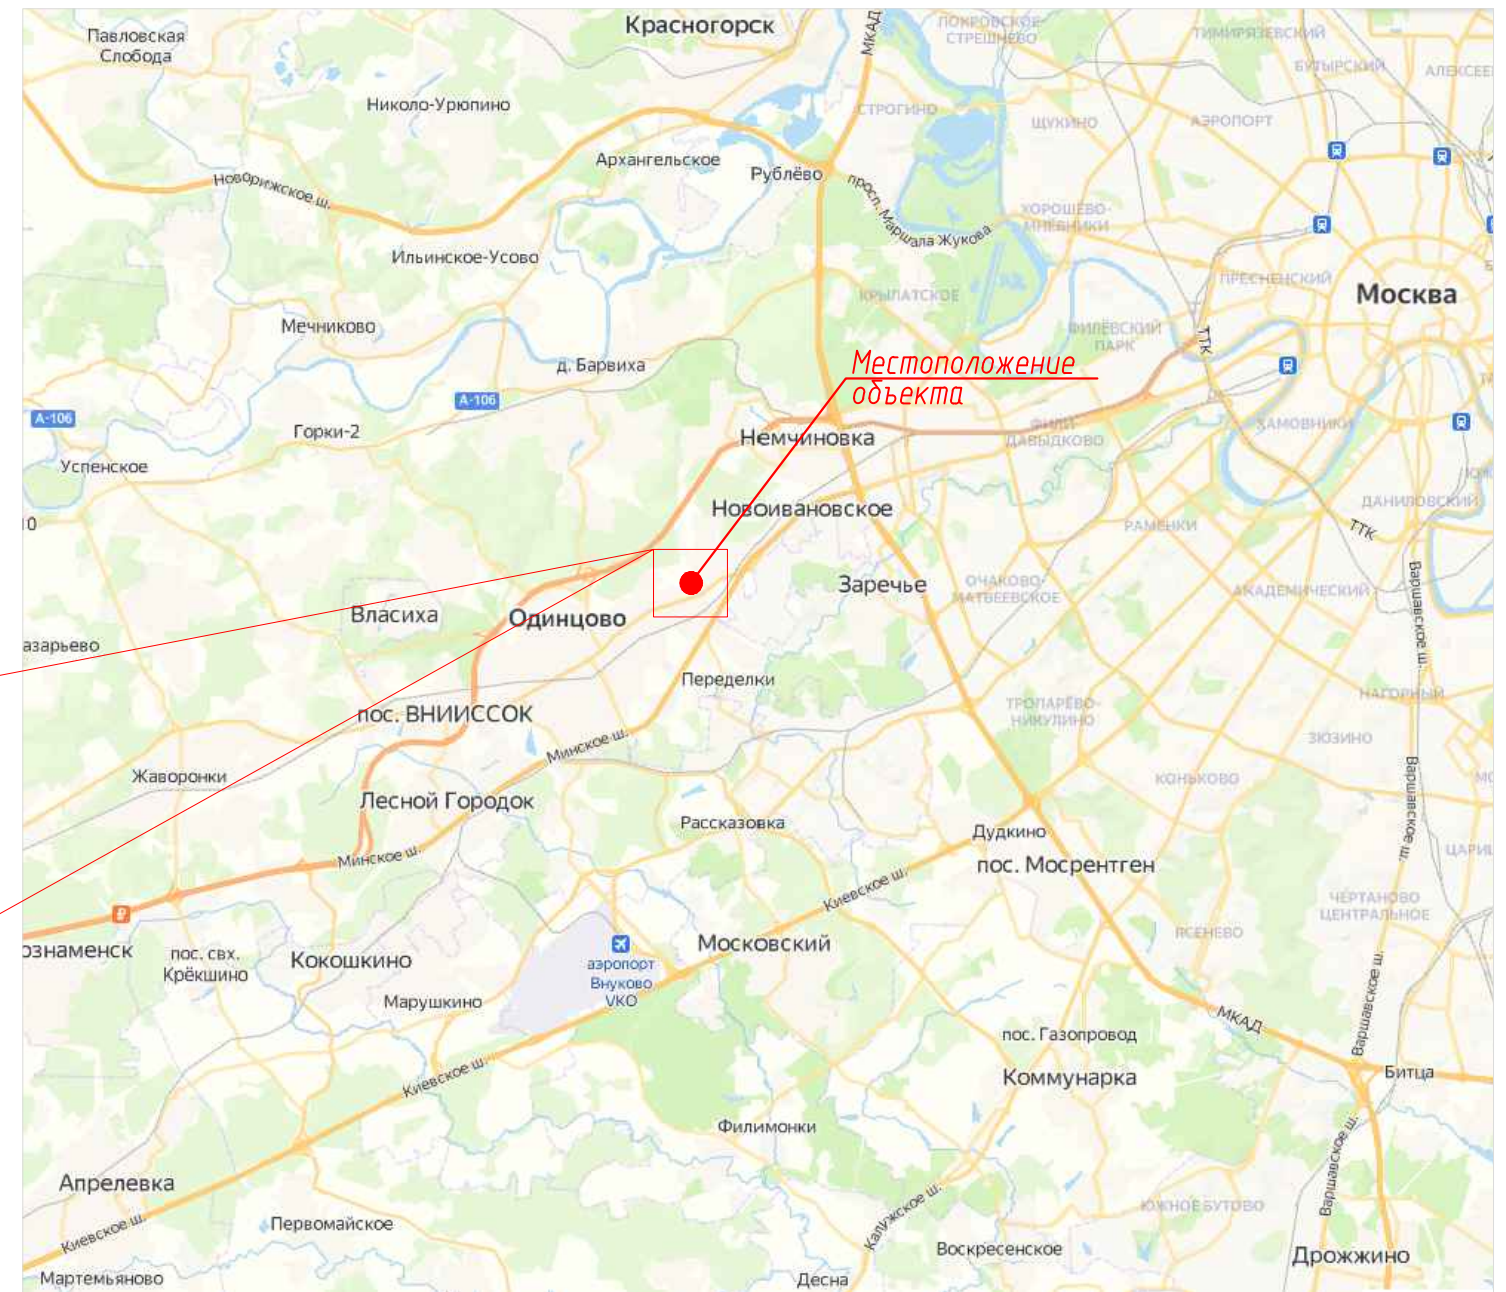 Красногорск
МКАД
ПОКРОВСКОЕ-
СТРЕШНЕВО
ТИМИРЯЗЕВСКИЙ
Павловская
Слобода
БУТЫРСКИЙ
АЛЕКСЕЕ
Николо-Урюпино
СТРОГИНО
ЩУКИНО
АЭРОПОРТ
Архангельское
Рублёво
Новорижское ш.
просп. Маршала Жукова
ХОРОШЁВО-
МНЁВНИКИ
Ильинское-Усово
ПРЕСНЕНСКИЙ
КРЫЛАТСКОЕ
Москва
Мечниково
ФИЛЁВСКИЙ
ПАРК
ТТК
д. Барвиха
Местоположение
объекта
А-106
А-106
Горки-2
Немчиновка
ФИЛИ-
ДАВЫДКОВО
ХАМОВНИКИ
Успенское
ЮЖ
Новоивановское
ДАНИЛОВСКИЙ
10
РАМЕНКИ
ТТК
Заречье
ОЧАКОВО-
МАТВЕЕВСКОЕ
АКАДЕМИЧЕСКИЙ
Варшавское ш.
Власиха
Одинцово
азарьево
Переделки
НАГОРНЫЙ
ТРОПАРЁВО-
НИКУЛИНО
пос. ВНИИССОК
Минское ш.
ЗЮЗИНО
Жаворонки
КОНЬКОВО
Варшавское ш.
Лесной Городок
Рассказовка
Дудкино
Минское ш.
ЦАРИЦ
пос. Мосрентген
Киевское ш.
ЧЕРТАНОВО
ЦЕНТРАЛЬНОЕ
ЯСЕНЕВО
ознаменск
пос. свх.
Крёкшино
Кокошкино
Московский
аэропорт
Внуково
VKO
Марушкино
Варшавское ш.
МКАД
пос. Газопровод
Киевское ш.
Коммунарка
Битца
Филимонки
Варшавское ш.
Апрелевка
Калужское ш.
ЮЖНОЕ БУТОВО
Киевское ш.
Первомайское
Воскресенское
Дрожжино
Мартемьяново
Десна